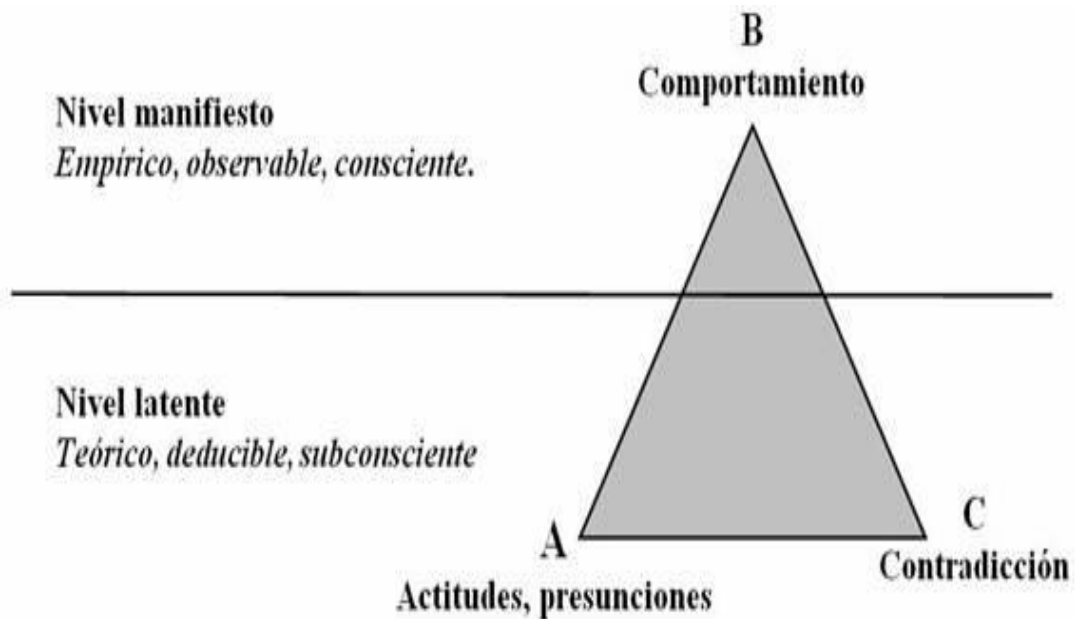 B
Comportamiento
Nivel manifiesto
Empírico, observable, consciente.
Nivel latente
Teórico, deducible, subconsciente
A
C
Contradicción
Actitudes, presunciones